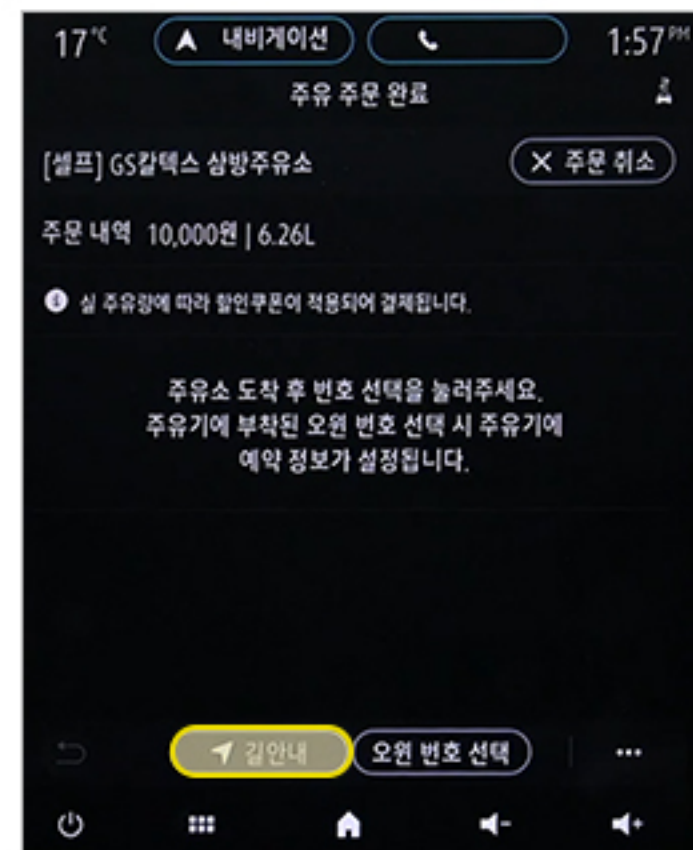 17°C
내비게이션
1:57 PM
주유 주문 완료
[셀프] GS칼텍스 삼방주유소
주문 취소
주문 내역 10,000원 | 6.26L
실 주유량에 따라 할인쿠폰이 적용되어 결제됩니다.
주유소 도착 후 번호 선택을 눌러주세요.
주유기에 부착된 오윈 번호 선택 시 주유기에
예약 정보가 설정됩니다.
길안내
오윈 번호 선택